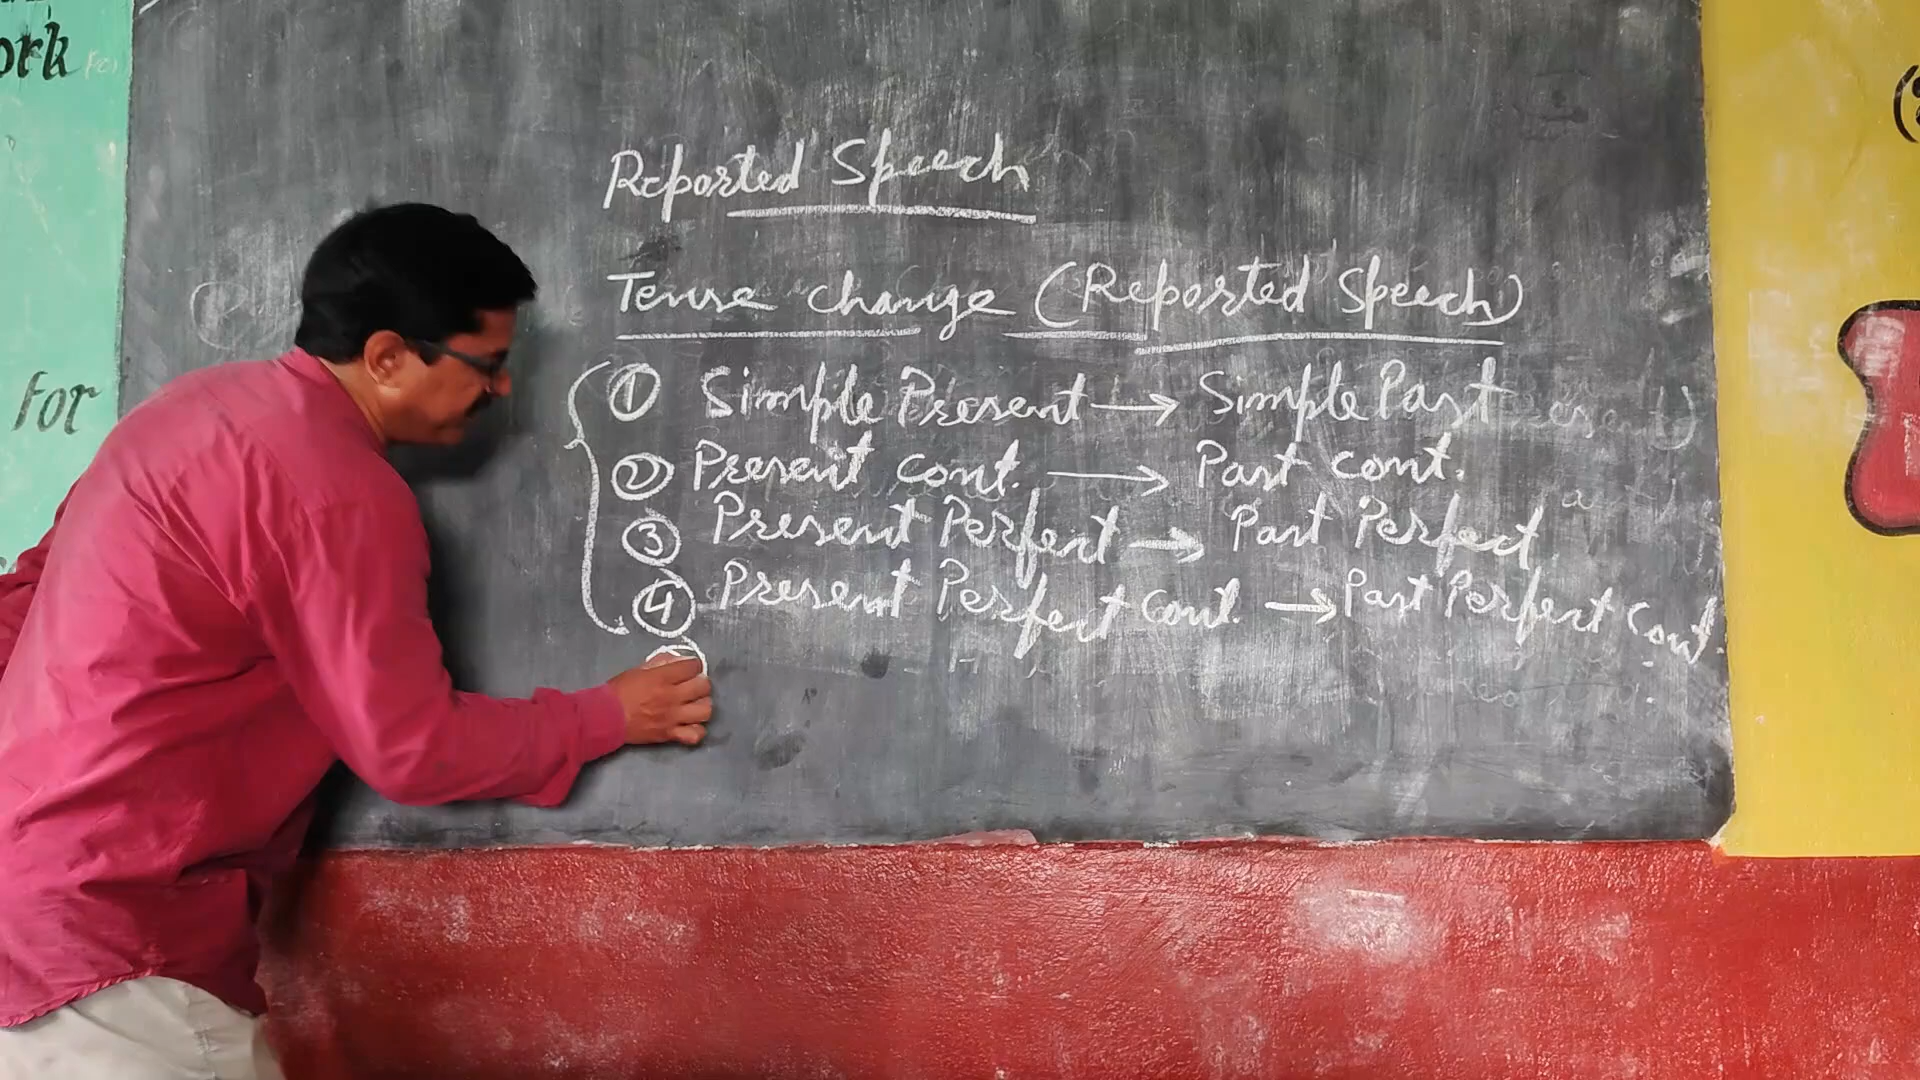 ork
For
Reported Speech
Tense change (Reported Speech)
① Simple Present → Simple Past
② Present cont. → Past cont.
③ Present Perfect → Past Perfect
④ Present Perfect cont. → Past Perfect cont.